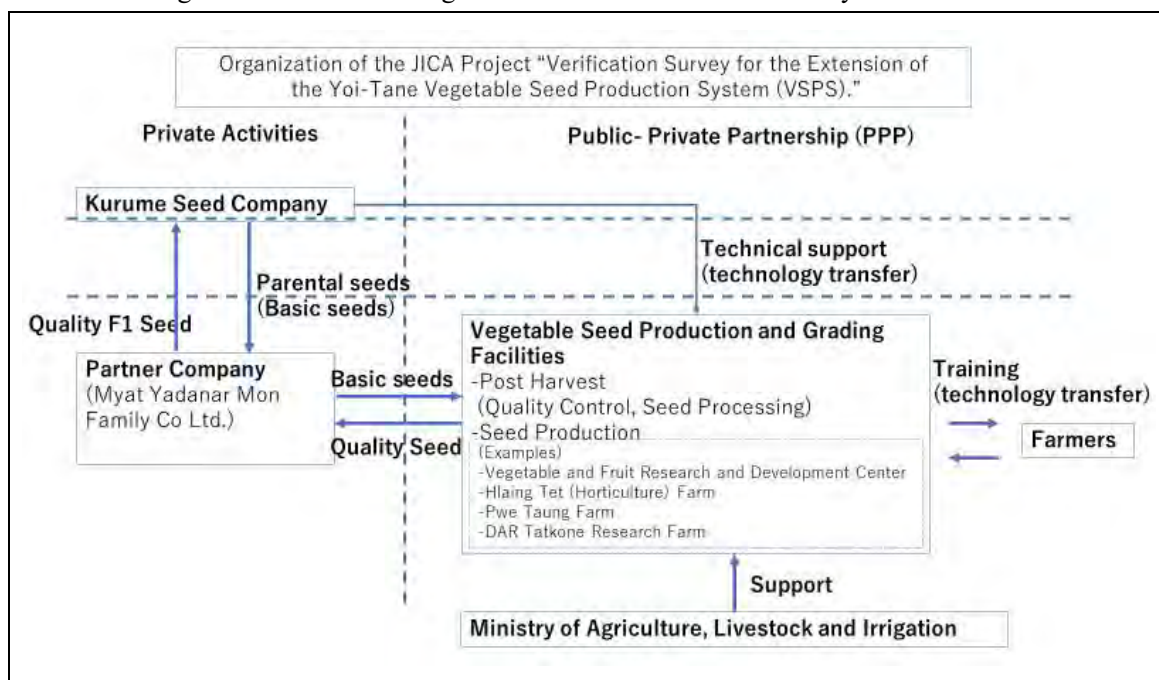 Organization of the JICA Project “Verification Survey for the Extension of
the Yoi-Tane Vegetable Seed Production System (VSPS).”
Private Activities
Public- Private Partnership (PPP)
Kurume Seed Company
Technical support
(technology transfer)
Parental seeds
(Basic seeds)
Quality F1 Seed
Partner Company
(Myat Yadanar Mon
Family Co Ltd.)
Basic seeds
Quality Seed
Vegetable Seed Production and Grading
Facilities
-Post Harvest
(Quality Control, Seed Processing)
-Seed Production
(Examples)
-Vegetable and Fruit Research and Development Center
-Hlaing Tet (Horticulture) Farm
-Pwe Taung Farm
-DAR Tatkone Research Farm
Training
(technology transfer)
Farmers
Support
Ministry of Agriculture, Livestock and Irrigation